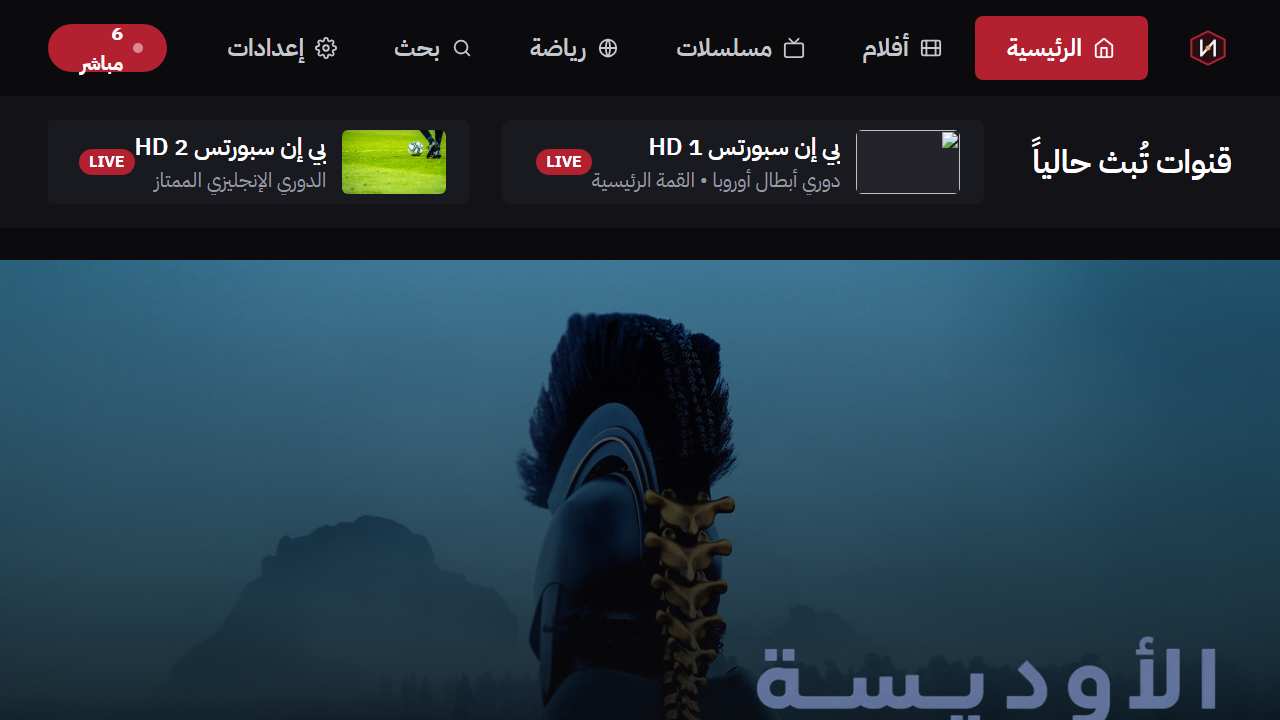 الرئيسية
أفلام
مسلسلات
رياضة
بحث
إعدادات
6
مباشر
قنوات تُبث حالياً
بي إن سبورتس 1 HD
دوري أبطال أوروبا • القمة الرئيسية
LIVE
بي إن سبورتس 2 HD
الدوري الإنجليزي الممتاز
LIVE
الأوديسة